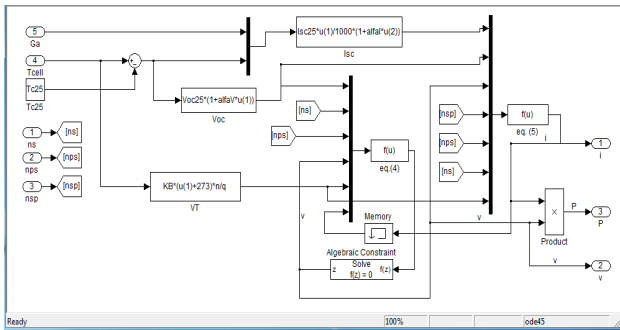 5
Ga
4
Tcell
Tc25
Tc25
Isc25*u(1)/1000*(1+alfaI*u(2))
Isc
Voc25*(1+alfaV*u(1))
Voc
1
ns
[ns]
2
nps
[nps]
3
nsp
[nsp]
KB*(u(1)+273)*n/q
VT
[ns]
[nps]
f(u)
eq.(4)
v
Memory
Algebraic Constraint
z
Solve
f(z) = 0
f(z)
[nsp]
[nps]
[ns]
f(u)
eq. (5)
i
1
i
v
×
Product
P
3
P
v
2
v
Ready
100%
ode45